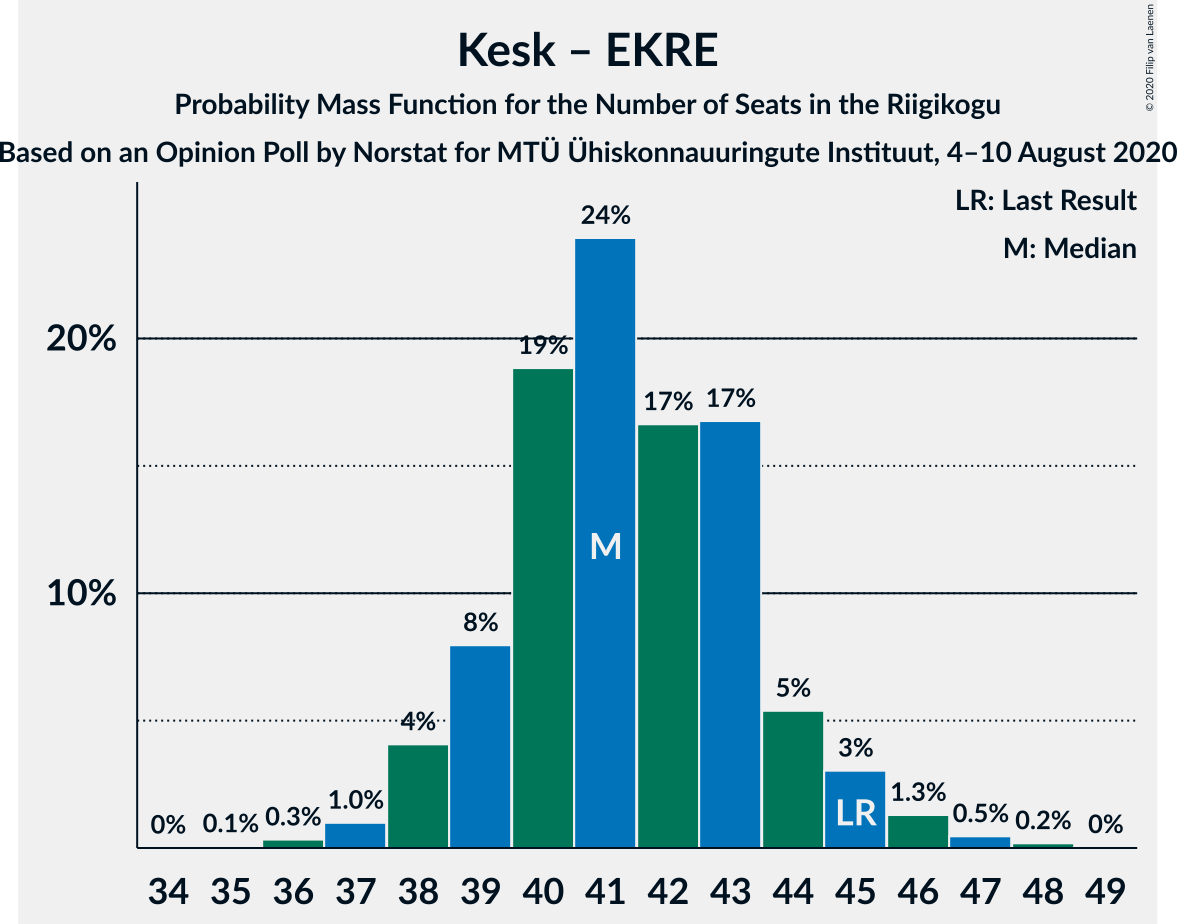 Kesk – EKRE
Probability Mass Function for the Number of Seats in the Riigikogu
Based on an Opinion Poll by Norstat for MTÜ Ühiskonnauuringute Instituut, 4–10 August 2020
© 2020 Filip van Laenen
LR: Last Result
M: Median
20%
10%
0% 0.1% 0.3% 1.0% 4% 8% 19% 24% 17% 17% 5% 3% 1.3% 0.5% 0.2% 0%
M
LR
34 35 36 37 38 39 40 41 42 43 44 45 46 47 48 49